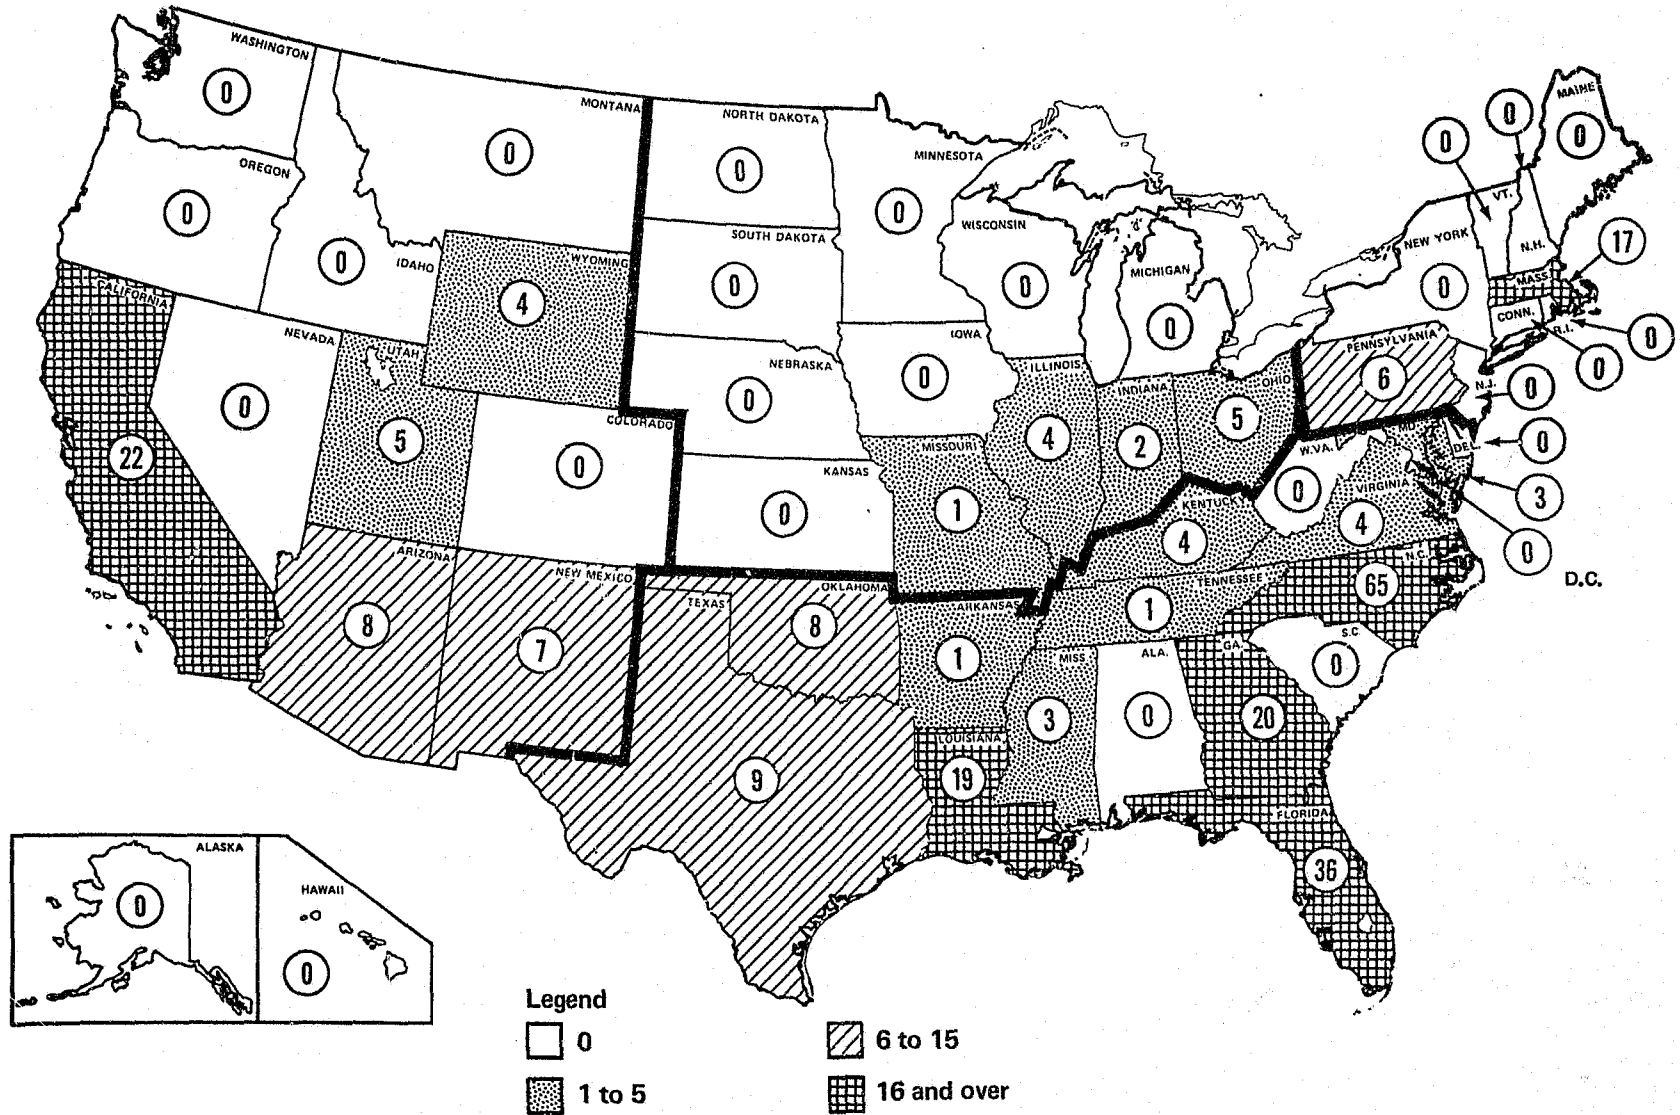 WASHINGTON
0
OREGON
0
CALIFORNIA
22
NEVADA
0
IDAHO
0
MONTANA
0
WYOMING
4
UTAH
5
COLORADO
0
ARIZONA
8
NEW MEXICO
7
NORTH DAKOTA
0
SOUTH DAKOTA
0
NEBRASKA
0
KANSAS
0
OKLAHOMA
8
TEXAS
9
MINNESOTA
0
IOWA
0
MISSOURI
1
ARKANSAS
1
LOUISIANA
19
WISCONSIN
0
ILLINOIS
4
MICHIGAN
0
INDIANA
2
OHIO
5
KENTUCKY
4
TENNESSEE
1
MISS.
3
ALA.
0
GA.
20
FLORIDA
36
S.C.
0
N.C.
65
VIRGINIA
4
W.VA.
0
MD.
3
DEL.
0
0
D.C.
PENNSYLVANIA
6
N.J.
0
NEW YORK
0
CONN.
0
R.I.
0
MASS.
17
VT.
0
N.H.
0
MAINE
0
ALASKA
0
HAWAII
0
Legend
0
1 to 5
6 to 15
16 and over